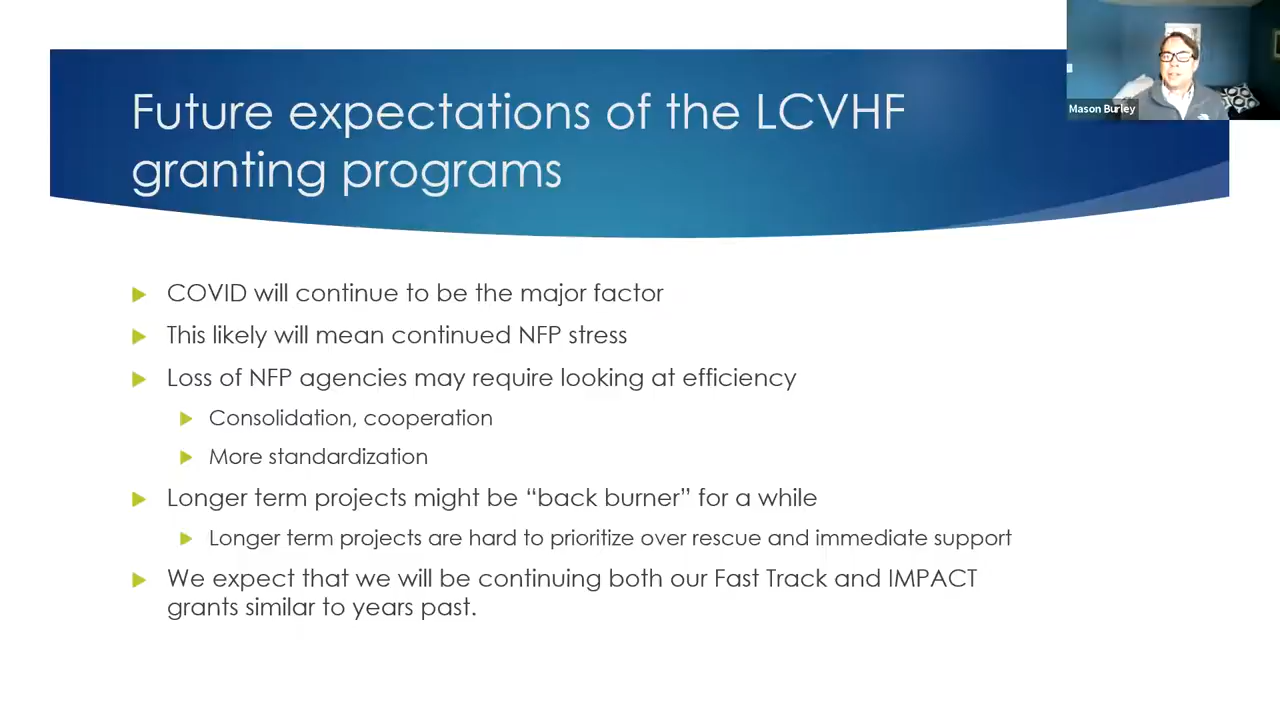 Future expectations of the LCVHF
granting programs
Mason Burley
COVID will continue to be the major factor
This likely will mean continued NFP stress
Loss of NFP agencies may require looking at efficiency
Consolidation, cooperation
More standardization
Longer term projects might be “back burner” for a while
Longer term projects are hard to prioritize over rescue and immediate support
We expect that we will be continuing both our Fast Track and IMPACT
grants similar to years past.